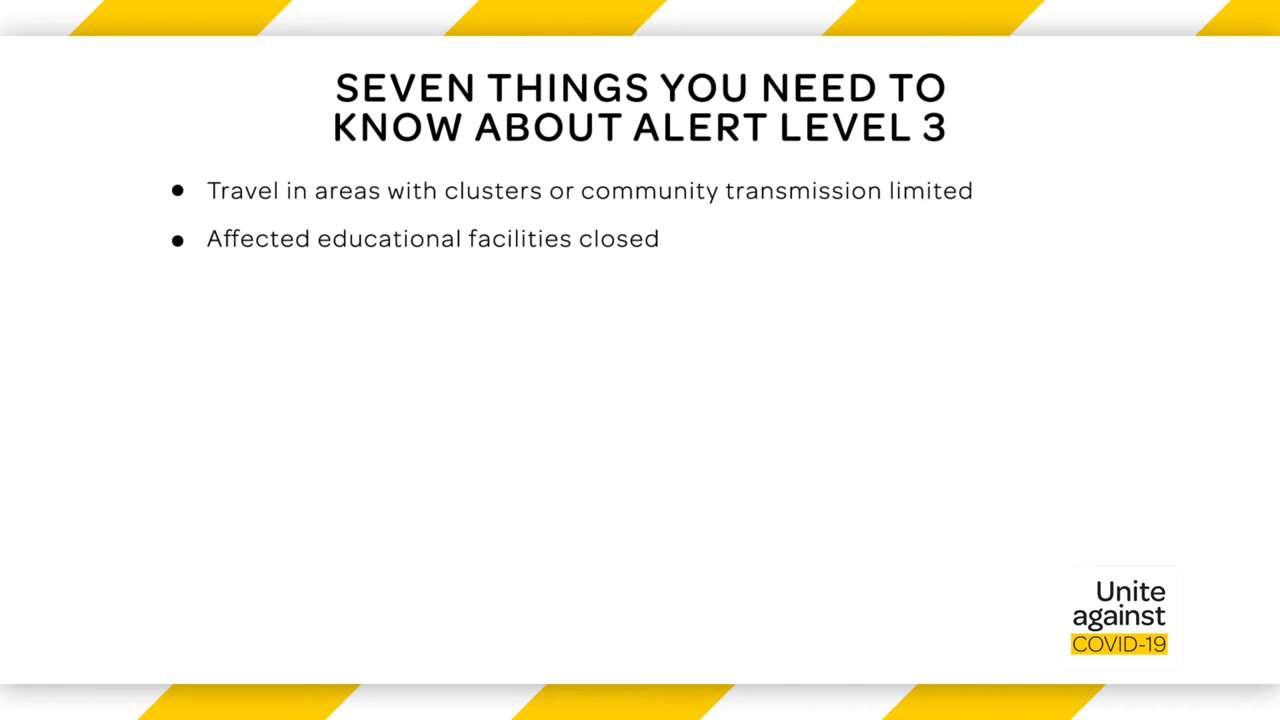 SEVEN THINGS YOU NEED TO
KNOW ABOUT ALERT LEVEL 3
● Travel in areas with clusters or community transmission limited
● Affected educational facilities closed
Unite
against
COVID-19